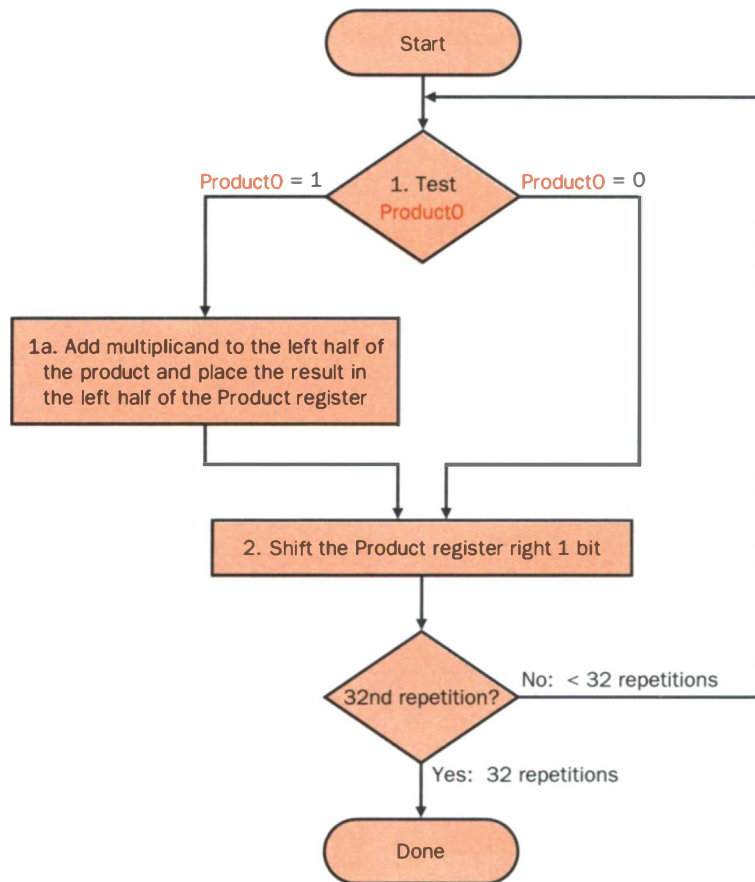 Start
Product0 = 1
1. Test
Product0
Product0 = 0
1a. Add multiplicand to the left half of
the product and place the result in
the left half of the Product register
2. Shift the Product register right 1 bit
32nd repetition?
No: < 32 repetitions
Yes: 32 repetitions
Done